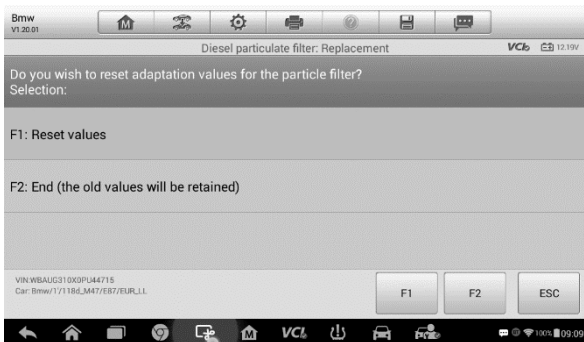 Bmw
V1.20.01
Diesel particulate filter: Replacement
VCI
12.19V
Do you wish to reset adaptation values for the particle filter?
Selection:
F1: Reset values
F2: End (the old values will be retained)
VIN:WBAUG310X0PU44715
Car: Bmw/1'/118d_M47/E87/EUR_LL
F1
F2
ESC
VCI
100%
09:09